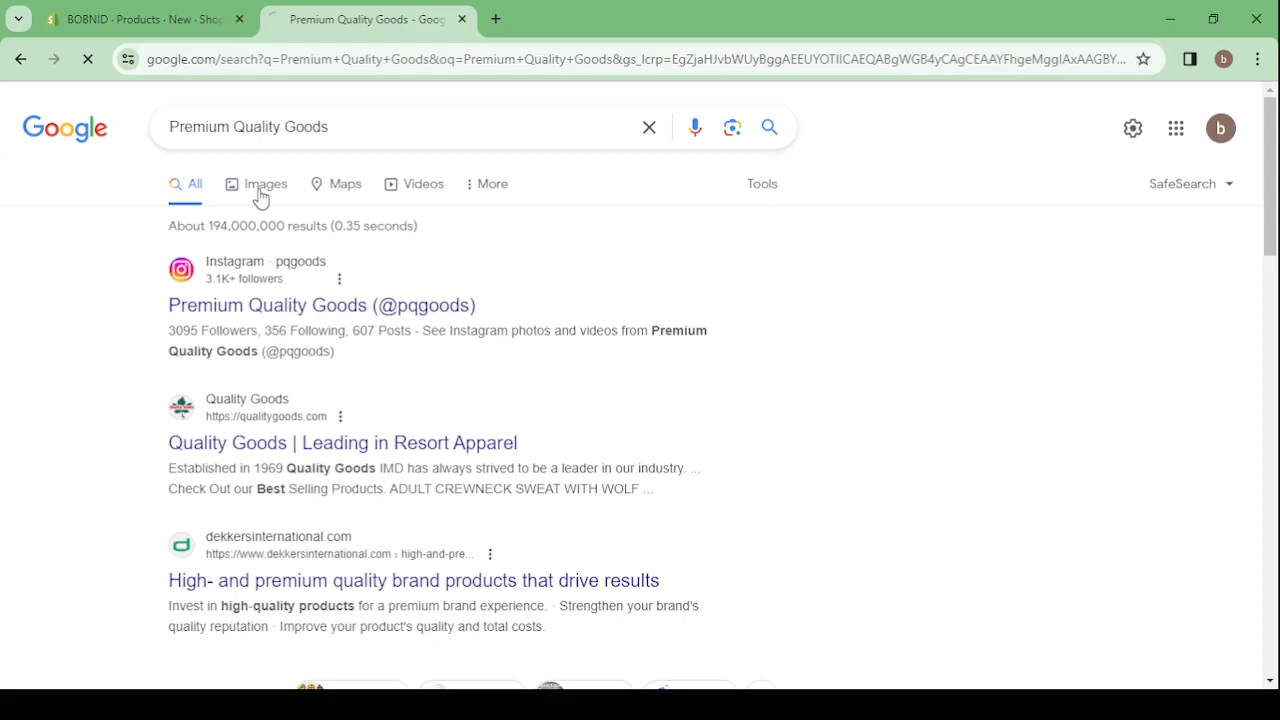 BOBNID · Products · New · Shop
Premium Quality Goods - Goog
google.com/search?q=Premium+Quality+Goods&oq=Premium+Quality+Goods&gs_lcrp=EgZjaHJvbWUyBggAEEUYOTIICAEQABgWGB4yCAgCEAAYFhgeMggIAxAAGBY...
b
Google
Premium Quality Goods
b
All
Images
Maps
Videos
More
Tools
SafeSearch
About 194,000,000 results (0.35 seconds)
Instagram · pqgoods
3.1K+ followers
Premium Quality Goods (@pqgoods)
3095 Followers, 356 Following, 607 Posts - See Instagram photos and videos from Premium
Quality Goods (@pqgoods)
Quality Goods
https://qualitygoods.com
Quality Goods | Leading in Resort Apparel
Established in 1969 Quality Goods IMD has always strived to be a leader in our industry. ...
Check Out our Best Selling Products. ADULT CREWNECK SWEAT WITH WOLF ...
dekkersinternational.com
https://www.dekkersinternational.com › high-and-pre...
High- and premium quality brand products that drive results
Invest in high-quality products for a premium brand experience. · Strengthen your brand's
quality reputation · Improve your product's quality and total costs.